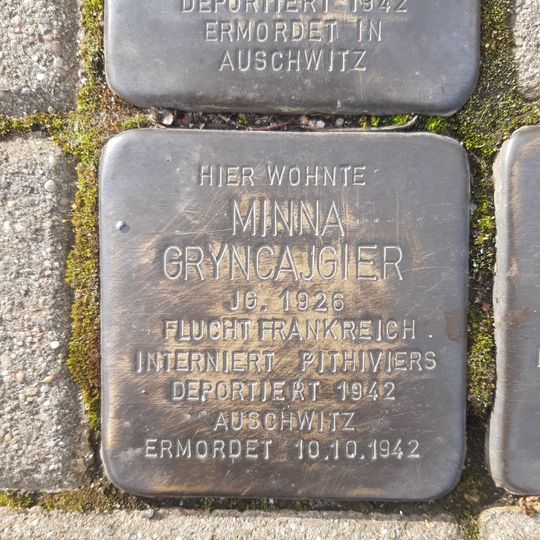 DEPORTIERT 1942
ERMORDET IN
AUSCHWITZ
HIER WOHNTE
MINNA
GRYNCAJGIER
JG. 1926
FLUCHT FRANKREICH
INTERNIERT PITHIVIERS
DEPORTIERT 1942
AUSCHWITZ
ERMORDET 10.10.1942